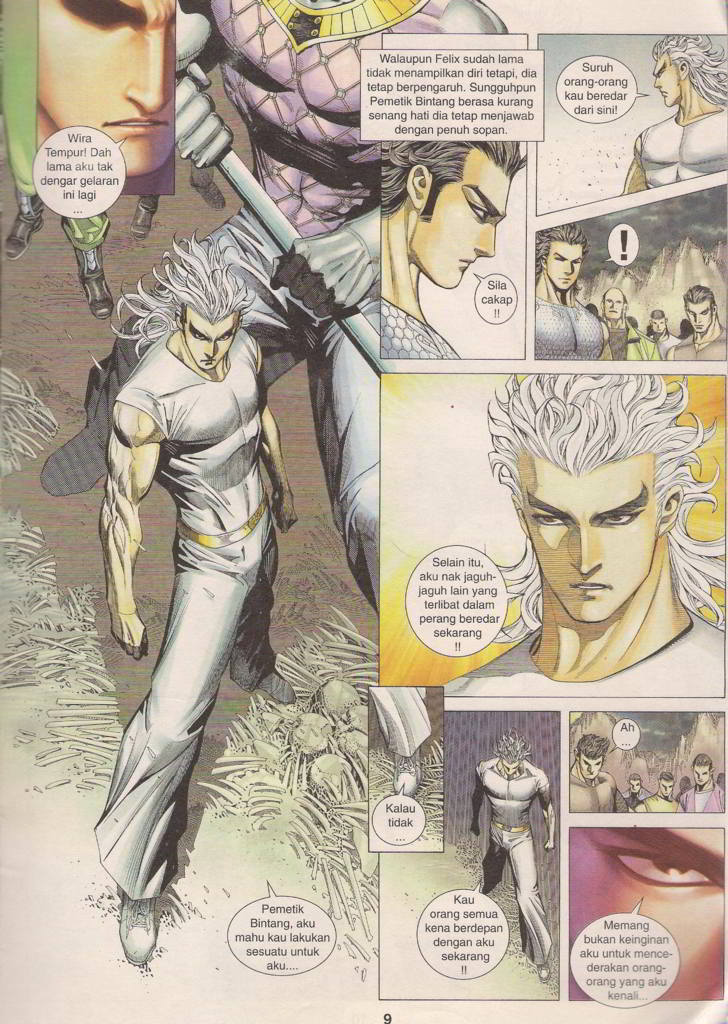 Wira
Tempur! Dah
lama aku tak
dengar gelaran
ini lagi
...
Walaupun Felix sudah lama
tidak menampilkan diri tetapi, dia
tetap berpengaruh. Sungguhpun
Pemetik Bintang berasa kurang
senang hati dia tetap menjawab
dengan penuh sopan.
Suruh
orang-orang
kau beredar
dari sini!
Sila
cakap
!!
!
Selain itu,
aku nak jaguh-
jaguh lain yang
terlibat dalam
perang beredar
sekarang
!!
Pemetik
Bintang, aku
mahu kau lakukan
sesuatu untuk
aku....
Kalau
tidak
...
Kau
orang semua
kena berdepan
dengan aku
sekarang
!!
Ah
...
Memang
bukan keinginan
aku untuk mence-
derakan orang-
orang yang aku
kenali...
9